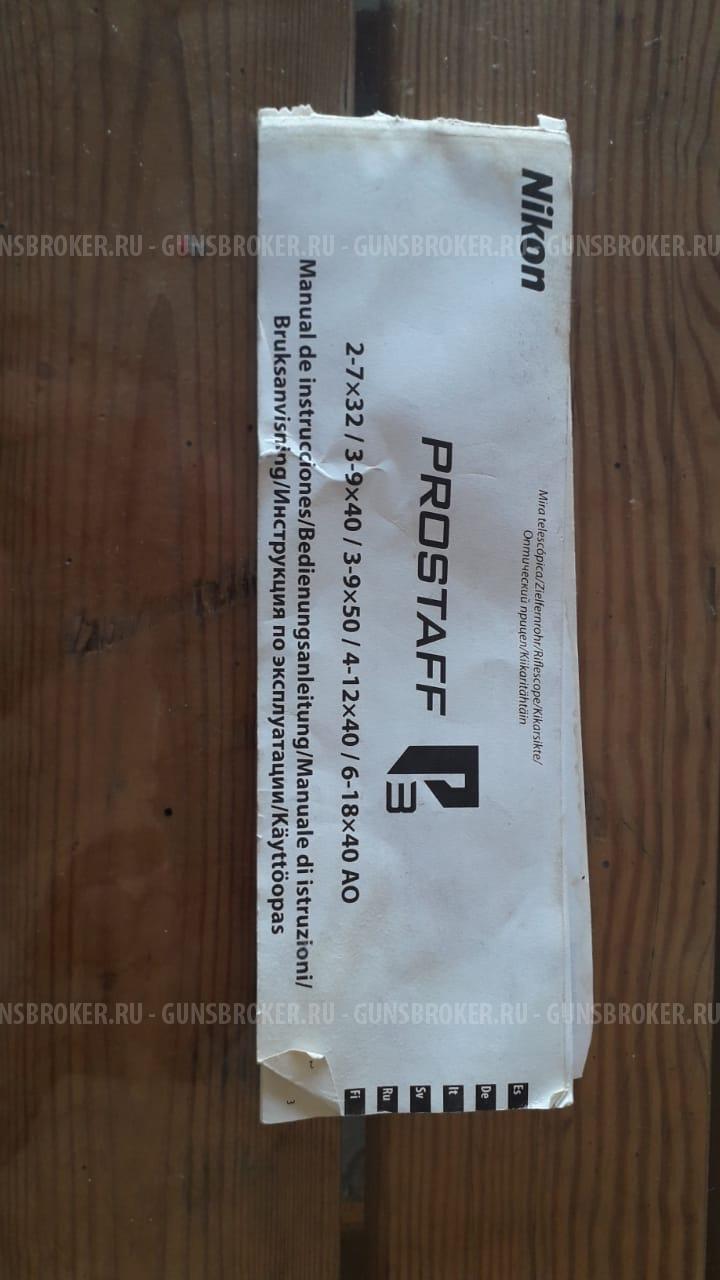 Nikon
Mira telescópica/Zielfernrohr/Riflescope/Kikarsikte/
Оптический прицел/Kiikaritähtäin
PROSTAFF P3
2-7×32 / 3-9×40 / 3-9×50 / 4-12×40 / 6-18×40 AO
Manual de instrucciones/Bedienungsanleitung/Manuale di istruzioni/
Bruksanvisning/Инструкция по эксплуатации/Käyttöopas
Es
De
It
Sv
Ru
Fi
3
NSBROKER.RU - GUNSBROKER.RU - GUNSBROKER.RU - GUNSBROKER.RU
NSBROKER.RU - GUNSBROKER.RU - GUNSBROKER.RU - GUNSBROKER.RU